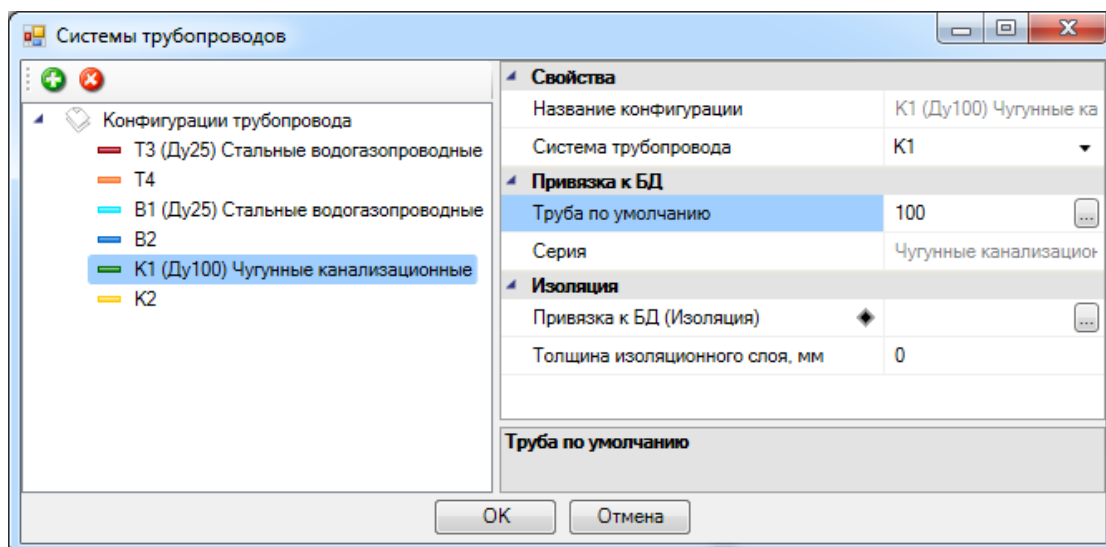 Системы трубопроводов
Конфигурации трубопровода
Т3 (Ду25) Стальные водогазопроводные
Т4
В1 (Ду25) Стальные водогазопроводные
В2
К1 (Ду100) Чугунные канализационные
К2
Свойства
Название конфигурации К1 (Ду100) Чугунные ка
Система трубопровода К1
Привязка к БД
Труба по умолчанию 100 ...
Серия Чугунные канализацион
Изоляция
Привязка к БД (Изоляция) ...
Толщина изоляционного слоя, мм 0
Труба по умолчанию
OK Отмена